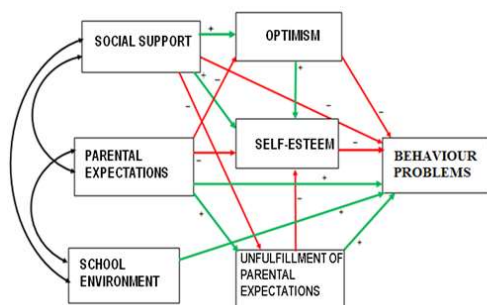 SOCIAL SUPPORT
OPTIMISM
PARENTAL
EXPECTATIONS
SELF-ESTEEM
BEHAVIOUR
PROBLEMS
SCHOOL
ENVIRONMENT
UNFULFILLMENT OF
PARENTAL
EXPECTATIONS